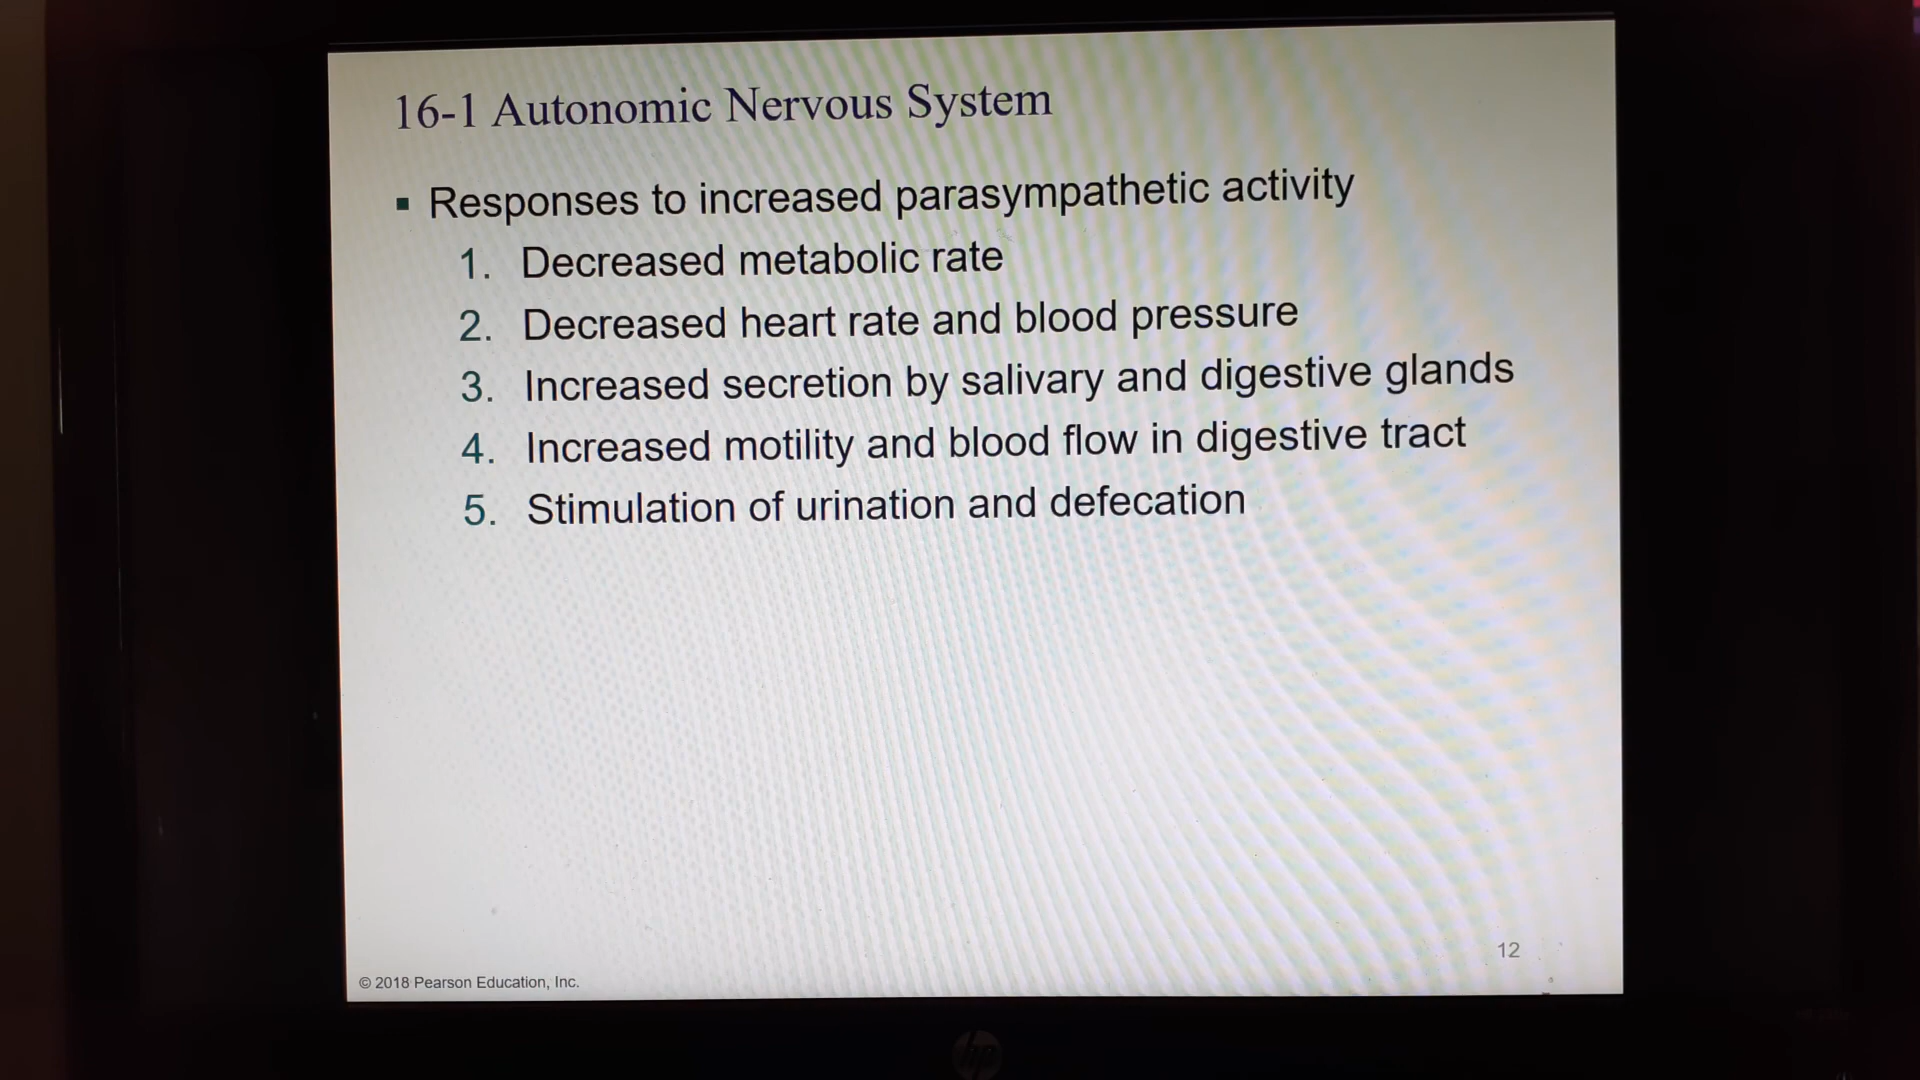 16-1 Autonomic Nervous System
▪ Responses to increased parasympathetic activity
1. Decreased metabolic rate
2. Decreased heart rate and blood pressure
3. Increased secretion by salivary and digestive glands
4. Increased motility and blood flow in digestive tract
5. Stimulation of urination and defecation
12
© 2018 Pearson Education, Inc.
hp